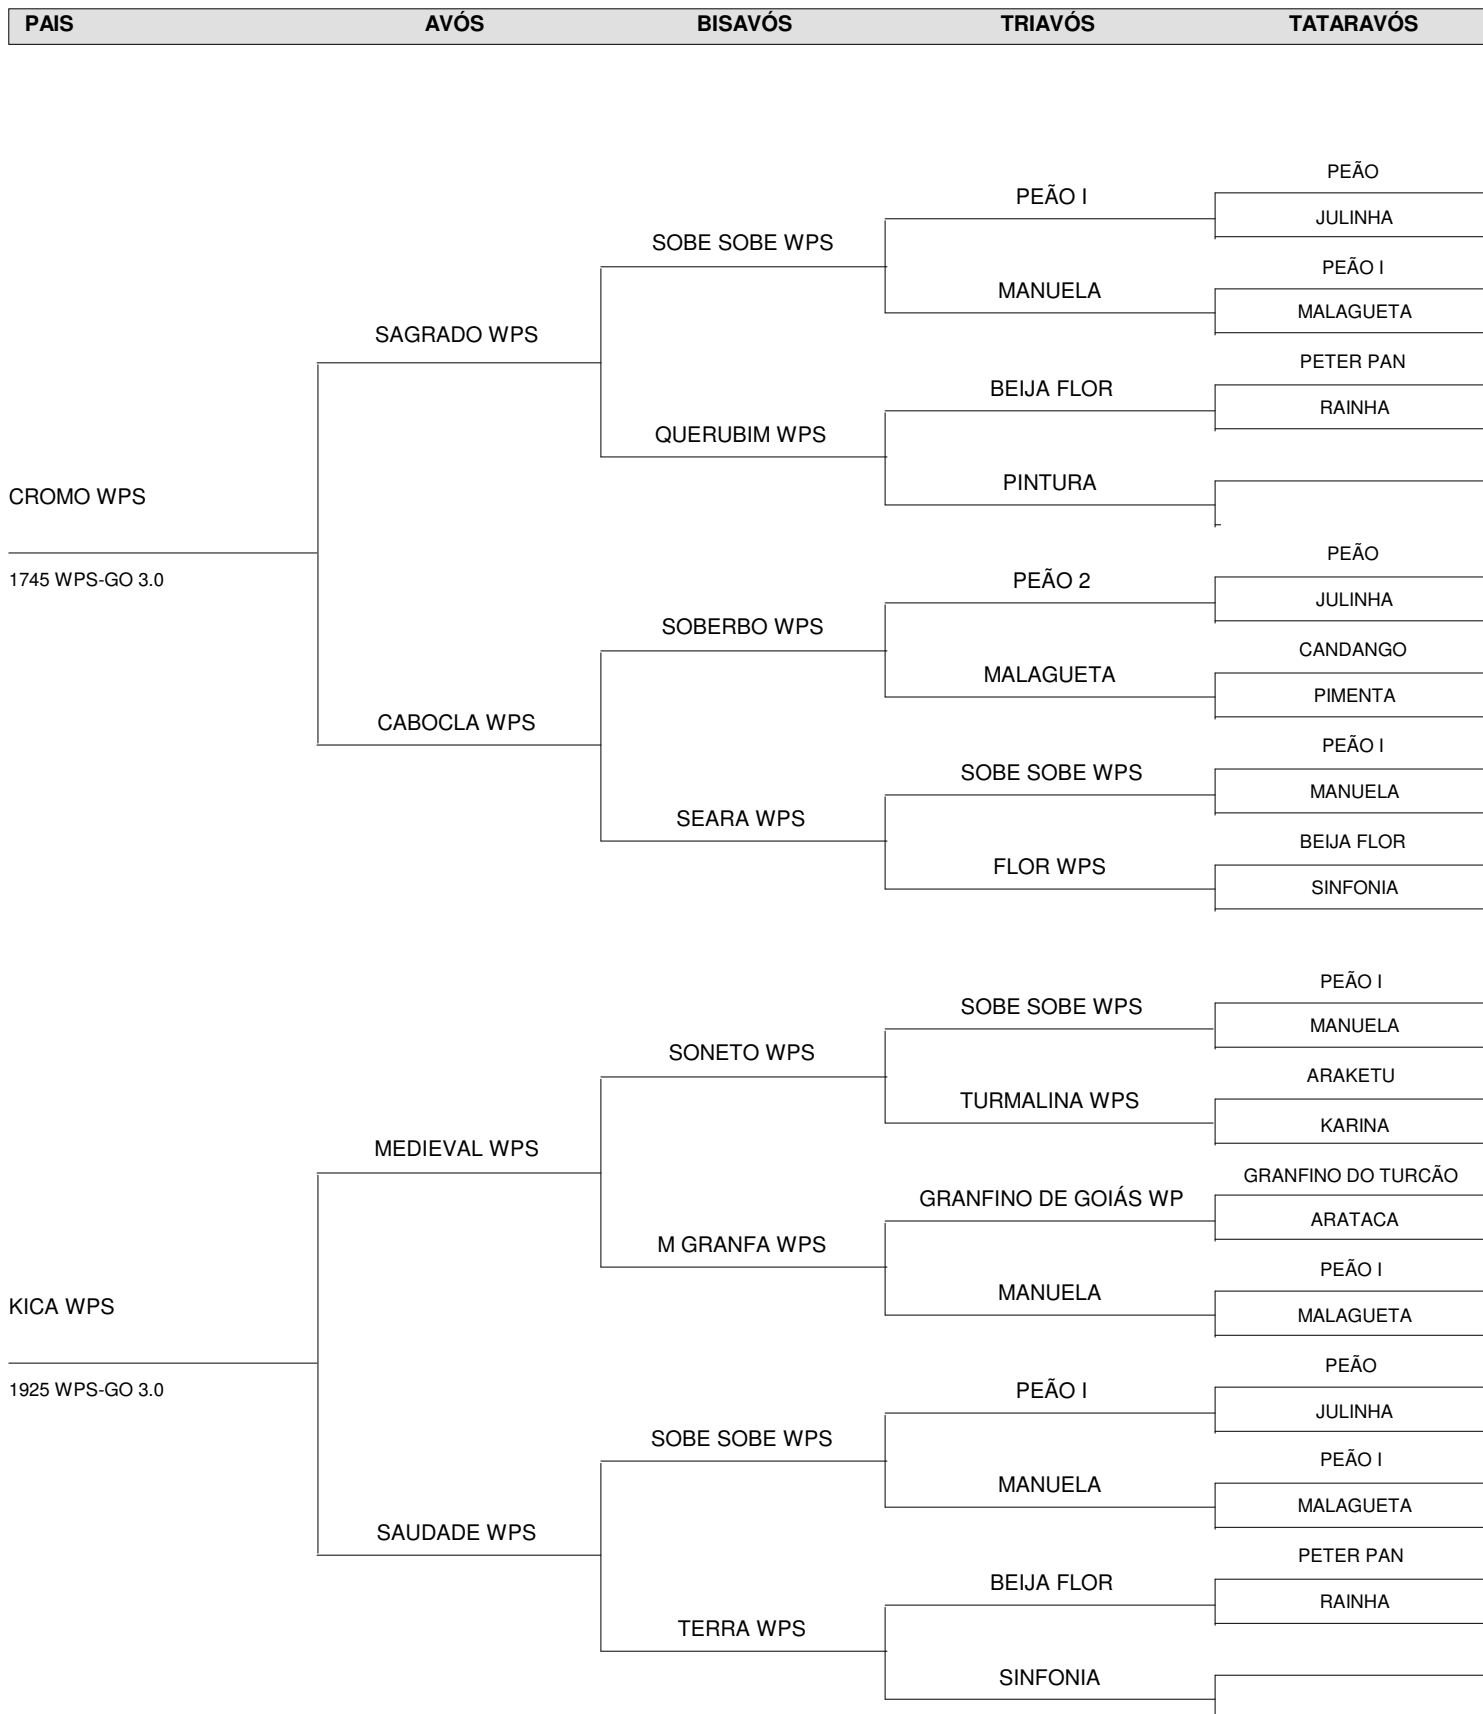 PAIS AVÓS BISAVÓS TRIAVÓS TATARAVÓS
PEÃO
PEÃO I
JULINHA
SOBE SOBE WPS
PEÃO I
MANUELA
MALAGUETA
SAGRADO WPS
PETER PAN
BEIJA FLOR
RAINHA
QUERUBIM WPS
PINTURA
CROMO WPS
PEÃO
1745 WPS-GO 3.0
PEÃO 2
JULINHA
SOBERBO WPS
CANDANGO
MALAGUETA
PIMENTA
CABOCLA WPS
PEÃO I
SOBE SOBE WPS
MANUELA
SEARA WPS
BEIJA FLOR
FLOR WPS
SINFONIA
PEÃO I
SOBE SOBE WPS
MANUELA
SONETO WPS
ARAKETU
TURMALINA WPS
KARINA
MEDIEVAL WPS
GRANFINO DO TURCÃO
GRANFINO DE GOIÁS WP
ARATACA
M GRANFA WPS
PEÃO I
MANUELA
KICA WPS
MALAGUETA
PEÃO
1925 WPS-GO 3.0
PEÃO I
JULINHA
SOBE SOBE WPS
PEÃO I
MANUELA
MALAGUETA
SAUDADE WPS
PETER PAN
BEIJA FLOR
RAINHA
TERRA WPS
SINFONIA